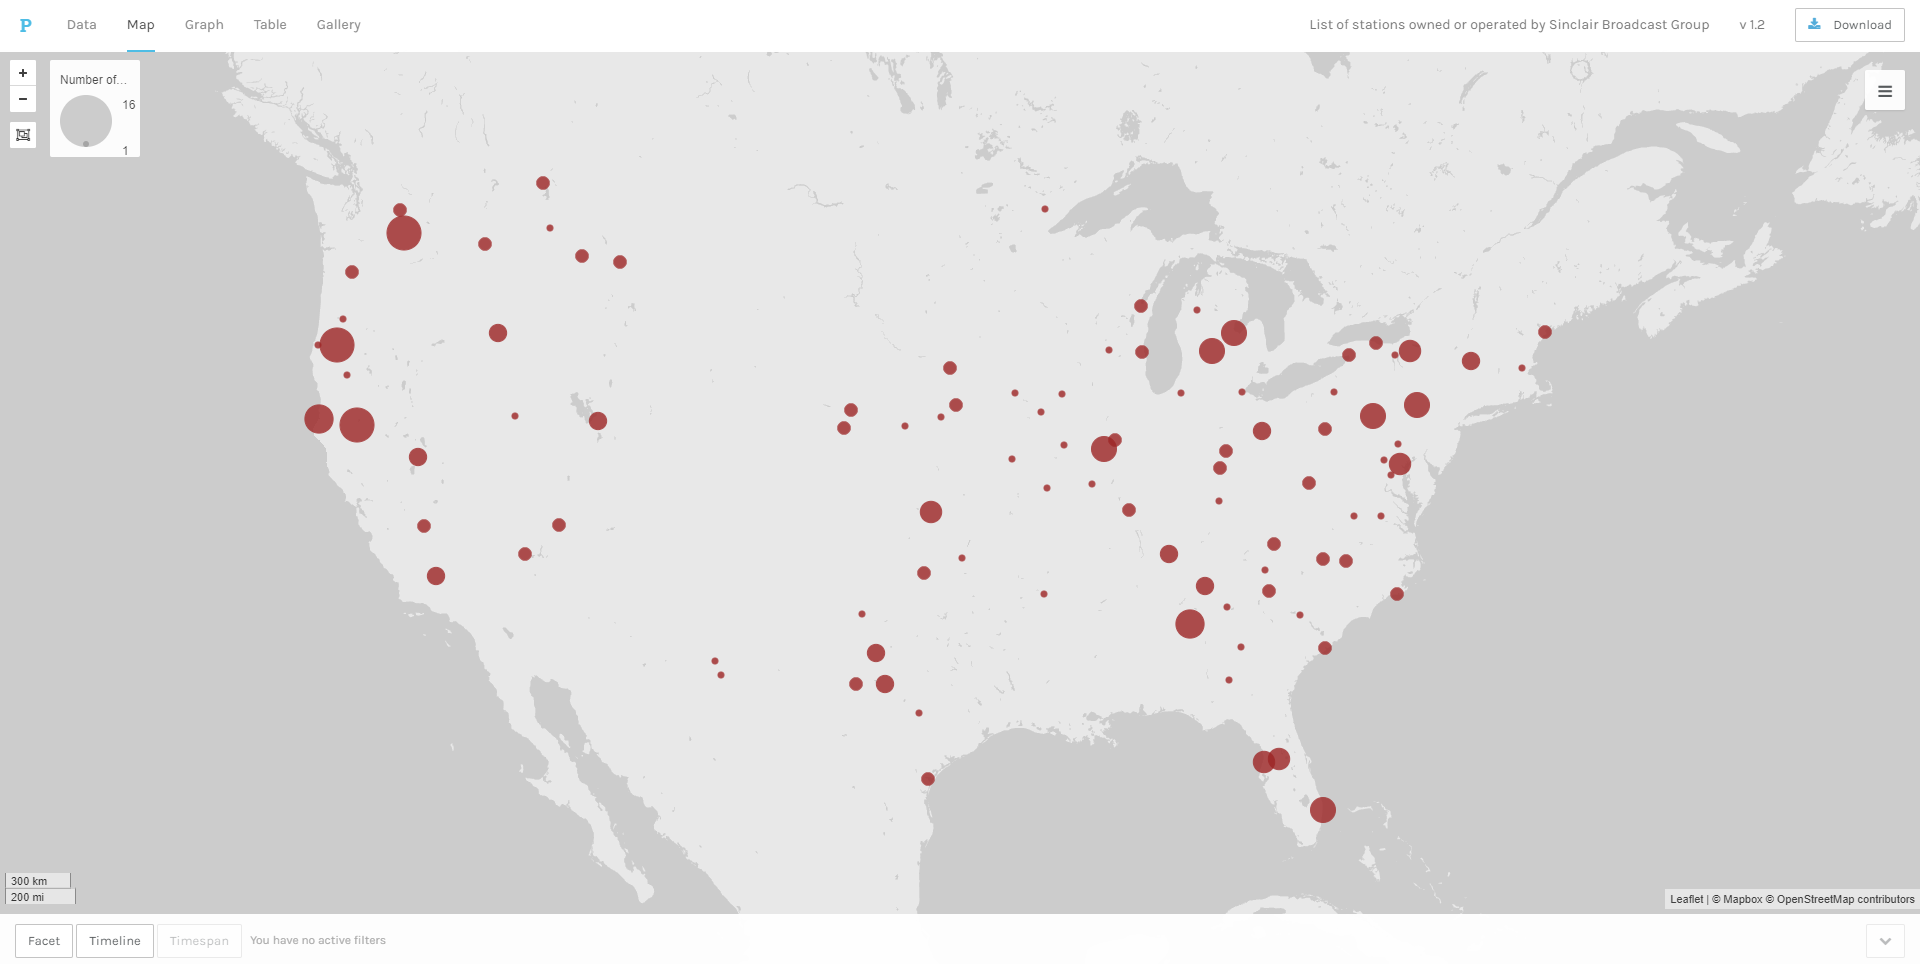 P Data Map Graph Table Gallery List of stations owned or operated by Sinclair Broadcast Group v 1.2 Download
+
−
Number of...
16
1
300 km
200 mi
Leaflet | © Mapbox © OpenStreetMap contributors
Facet Timeline Timespan You have no active filters